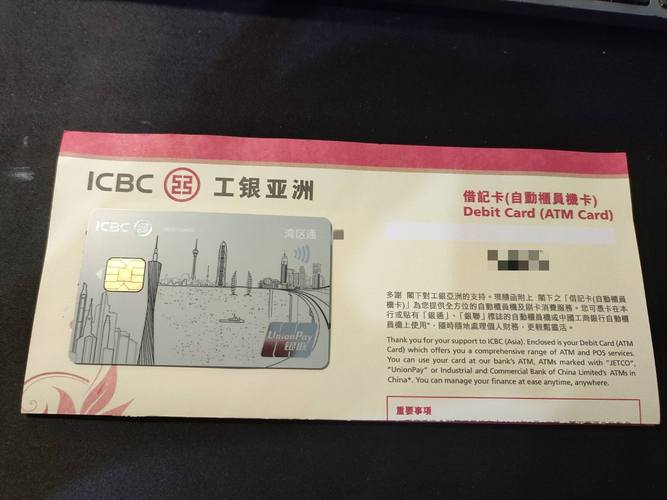 ICBC 工银亚洲
借記卡(自動櫃員機卡)
Debit Card (ATM Card)
ICBC
湾区通
UnionPay
银联
多謝 閣下對工銀亞洲的支持。現隨函附上 閣下之「借記卡(自動櫃員
機卡)」為您提供全方位的自動櫃員機及刷卡消費服務。您可憑卡在本
行或貼有「銀通」、「銀聯」標誌的自動櫃員機或中國工商銀行自動櫃
員機上使用*，隨時隨地處理個人財務，更輕鬆靈活。
Thank you for your support to ICBC (Asia). Enclosed is your Debit Card (ATM
Card) which offers you a comprehensive range of ATM and POS services.
You can use your card at our bank's ATM, ATMs marked with "JETCO",
"UnionPay" or Industrial and Commercial Bank of China Limited's ATMs in
China*. You can manage your finance at ease anytime, anywhere.
重要事項